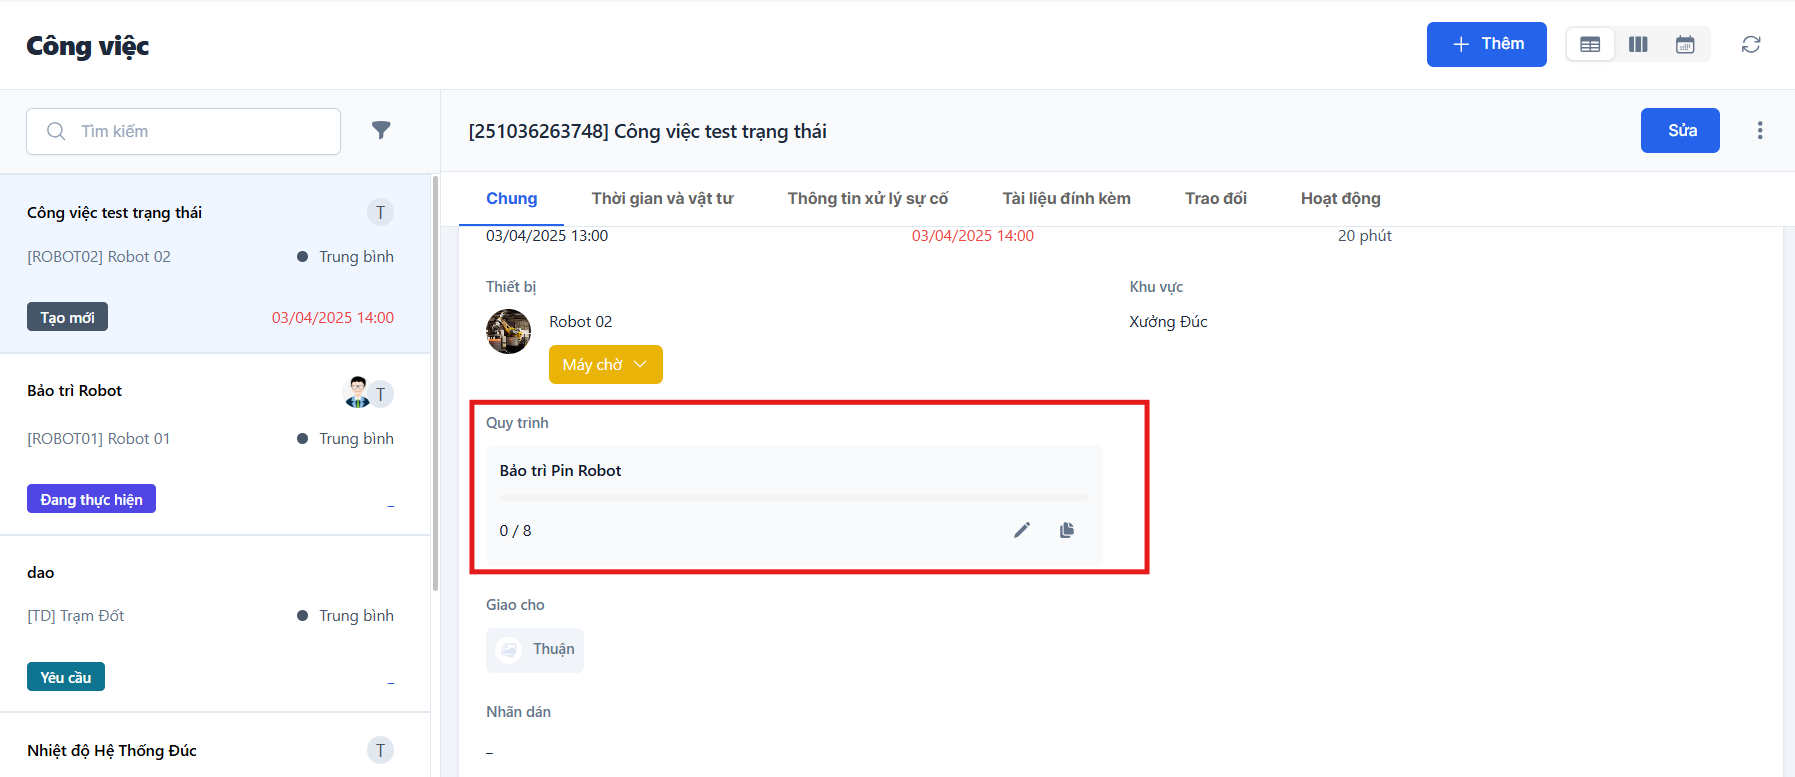 Công việc
Thêm
Tìm kiếm
Công việc test trạng thái
T
[ROBOT02] Robot 02
Trung bình
Tạo mới
03/04/2025 14:00
Bảo trì Robot
T
[ROBOT01] Robot 01
Trung bình
Đang thực hiện
–
dao
[TD] Trạm Đốt
Trung bình
Yêu cầu
–
Nhiệt độ Hệ Thống Đúc
T
[251036263748] Công việc test trạng thái
Sửa
Chung
Thời gian và vật tư
Thông tin xử lý sự cố
Tài liệu đính kèm
Trao đổi
Hoạt động
03/04/2025 13:00
03/04/2025 14:00
20 phút
Thiết bị
Khu vực
Robot 02
Xưởng Đúc
Máy chờ
Quy trình
Bảo trì Pin Robot
0 / 8
Giao cho
Thuận
Nhãn dán
–